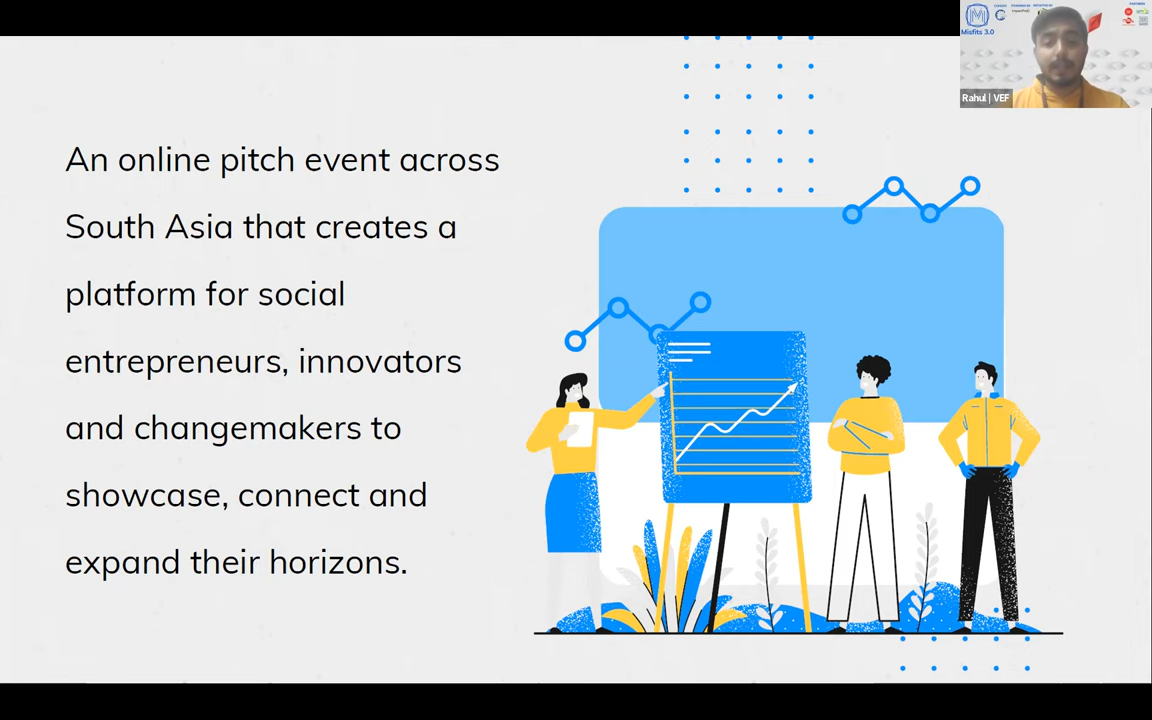 An online pitch event across
South Asia that creates a
platform for social
entrepreneurs, innovators
and changemakers to
showcase, connect and
expand their horizons.
Misfits 3.0
Rahul | VEF